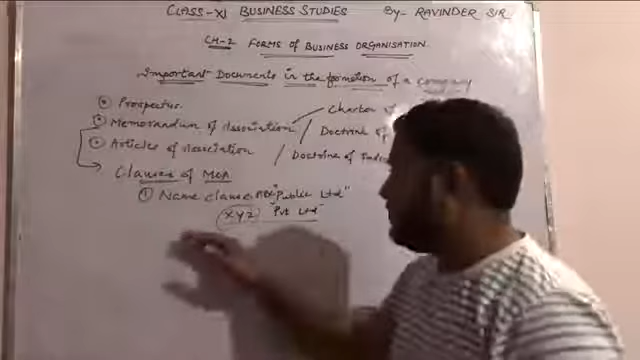 CLASS-XI BUSINESS STUDIES By- RAVINDER SIR
CH-2 FORMS OF BUSINESS ORGANISATION
Important Documents in the formation of a company
Prospectus
Memorandum of Association Charter
Articles of Association / Doctrine of
/ Doctrine of
Clauses of MOA
① Name clause "Public Ltd"
XYZ "Pvt Ltd"